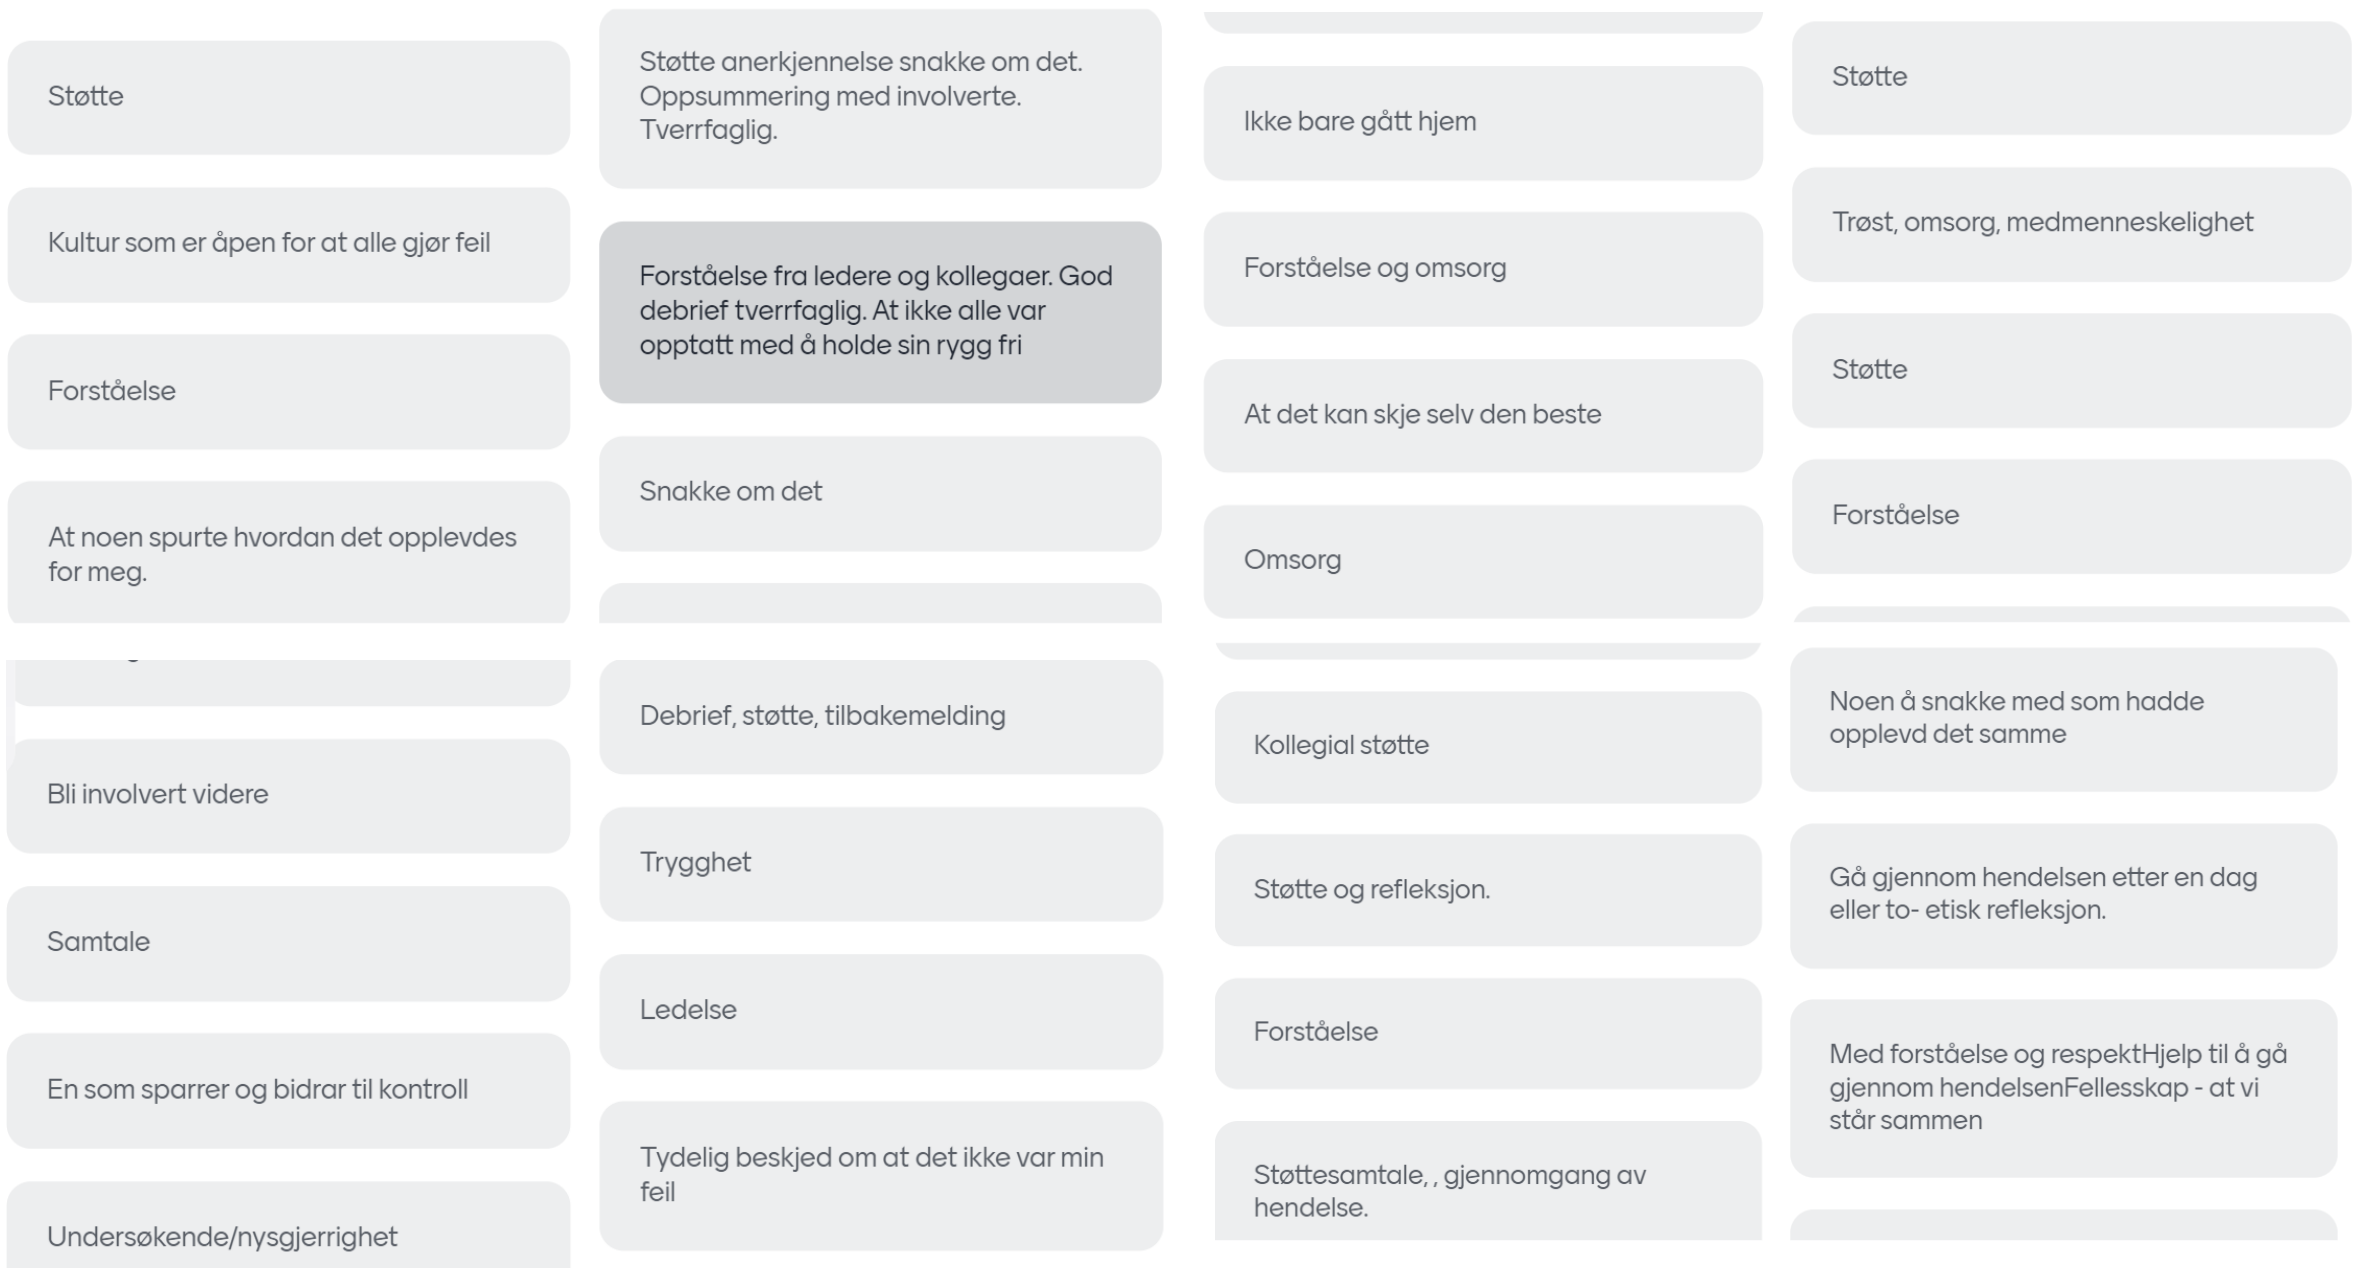 Støtte
Kultur som er åpen for at alle gjør feil
Forståelse
At noen spurte hvordan det opplevdes
for meg.
Støtte anerkjennelse snakke om det.
Oppsummering med involverte.
Tverrfaglig.
Forståelse fra ledere og kollegaer. God
debrief tverrfaglig. At ikke alle var
opptatt med å holde sin rygg fri
Snakke om det
Ikke bare gått hjem
Forståelse og omsorg
At det kan skje selv den beste
Omsorg
Støtte
Trøst, omsorg, medmenneskelighet
Støtte
Forståelse
Bli involvert videre
Samtale
En som sparrer og bidrar til kontroll
Undersøkende/nysgjerrighet
Debrief, støtte, tilbakemelding
Trygghet
Ledelse
Tydelig beskjed om at det ikke var min
feil
Kollegial støtte
Støtte og refleksjon.
Forståelse
Støttesamtale, , gjennomgang av
hendelse.
Noen å snakke med som hadde
opplevd det samme
Gå gjennom hendelsen etter en dag
eller to- etisk refleksjon.
Med forståelse og respektHjelp til å gå
gjennom hendelsenFellesskap - at vi
står sammen